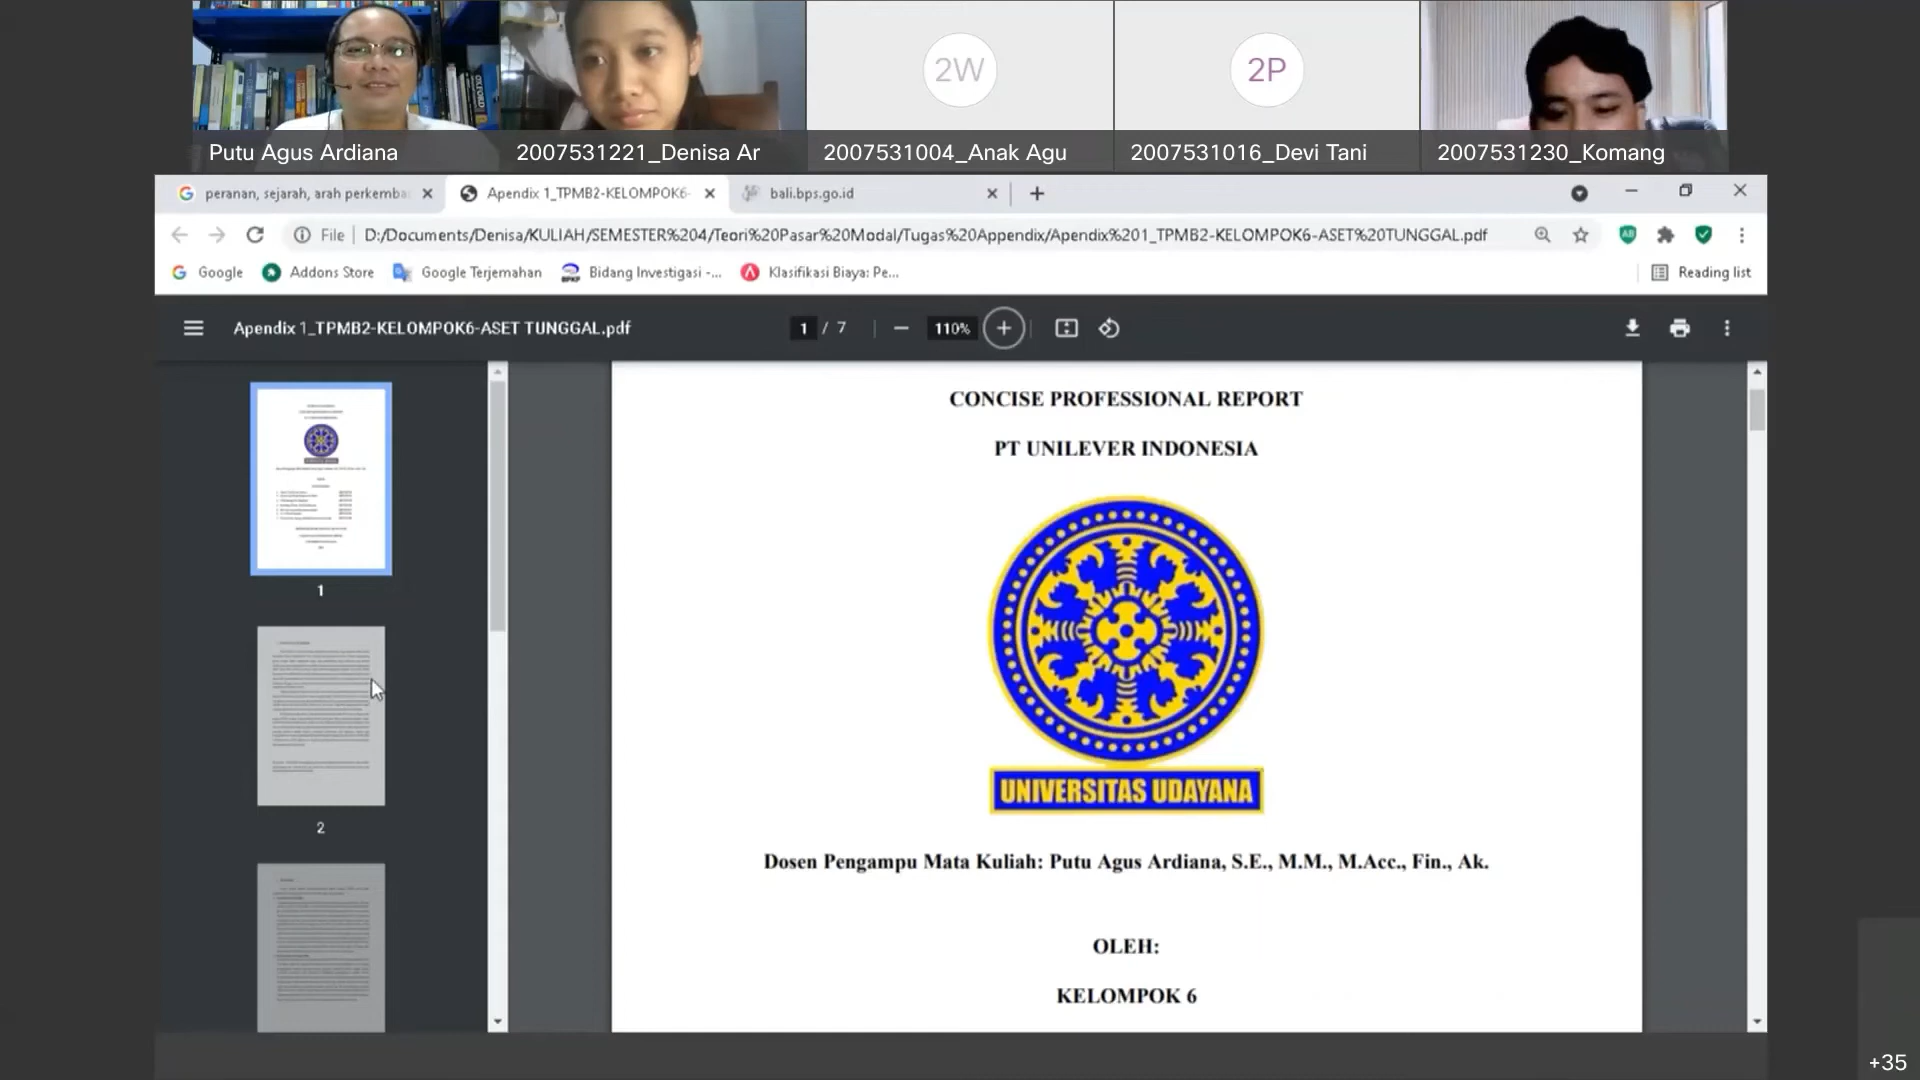 2W
2P
Putu Agus Ardiana
2007531221_Denisa Ar
2007531004_Anak Agu
2007531016_Devi Tani
2007531230_Komang
peranan, sejarah, arah perkemba
Apendix 1_TPMB2-KELOMPOK6-
bali.bps.go.id
File
D:/Documents/Denisa/KULIAH/SEMESTER%204/Teori%20Pasar%20Modal/Tugas%20Appendix/Apendix%201_TPMB2-KELOMPOK6-ASET%20TUNGGAL.pdf
Google
Addons Store
Google Terjemahan
Bidang Investigasi -...
Klasifikasi Biaya: Pe...
Reading list
Apendix 1_TPMB2-KELOMPOK6-ASET TUNGGAL.pdf
1 / 7
110%
1
2
CONCISE PROFESSIONAL REPORT
PT UNILEVER INDONESIA
UNIVERSITAS UDAYANA
Dosen Pengampu Mata Kuliah: Putu Agus Ardiana, S.E., M.M., M.Acc., Fin., Ak.
OLEH:
KELOMPOK 6
+35